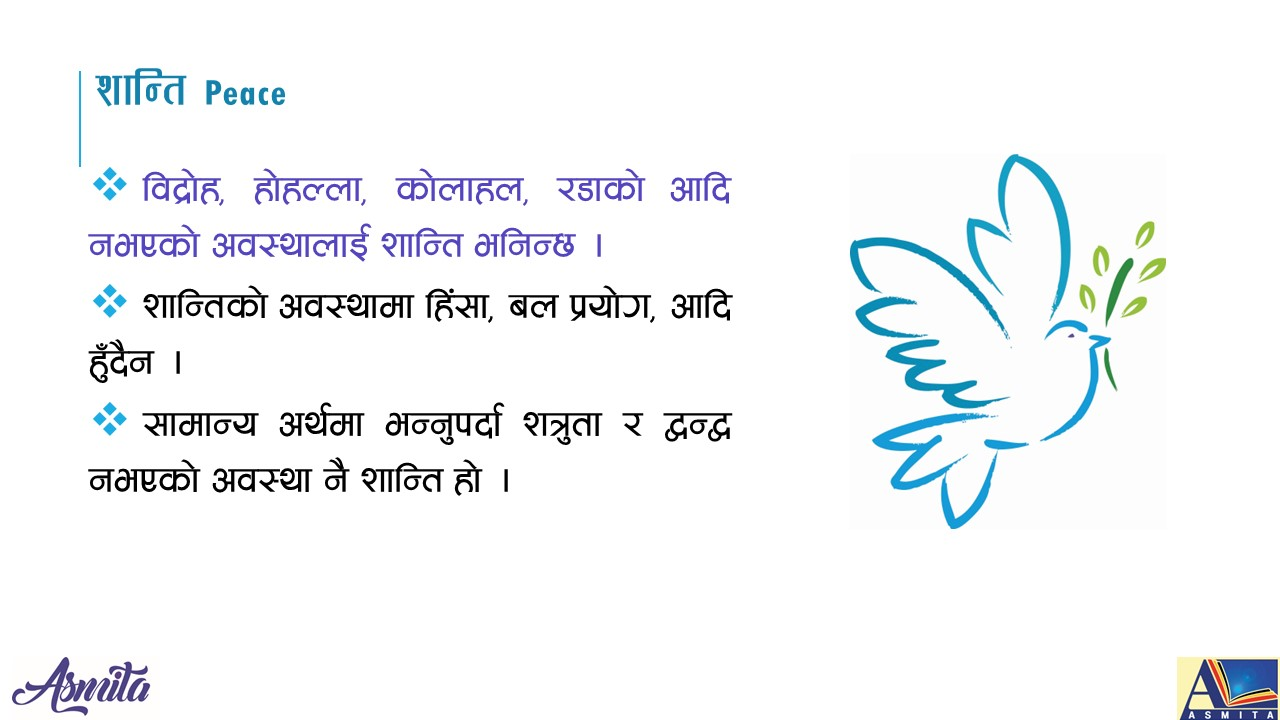 शान्ति Peace
❖ विद्रोह, होहल्ला, कोलाहल, रडाको आदि
नभएको अवस्थालाई शान्ति भनिन्छ ।
❖ शान्तिको अवस्थामा हिंसा, बल प्रयोग, आदि
हुँदैन ।
❖ सामान्य अर्थमा भन्नुपर्दा शत्रुता र द्वन्द्व
नभएको अवस्था नै शान्ति हो ।
Asmita
A
ASMITA